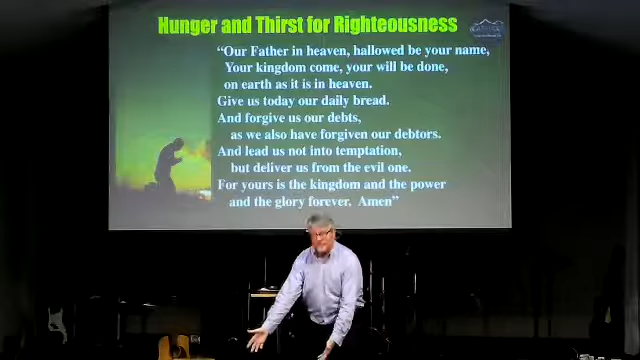 Hunger and Thirst for Righteousness
“Our Father in heaven, hallowed be your name,
Your kingdom come, your will be done,
on earth as it is in heaven.
Give us today our daily bread.
And forgive us our debts,
as we also have forgiven our debtors.
And lead us not into temptation,
but deliver us from the evil one.
For yours is the kingdom and the power
and the glory forever.  Amen”